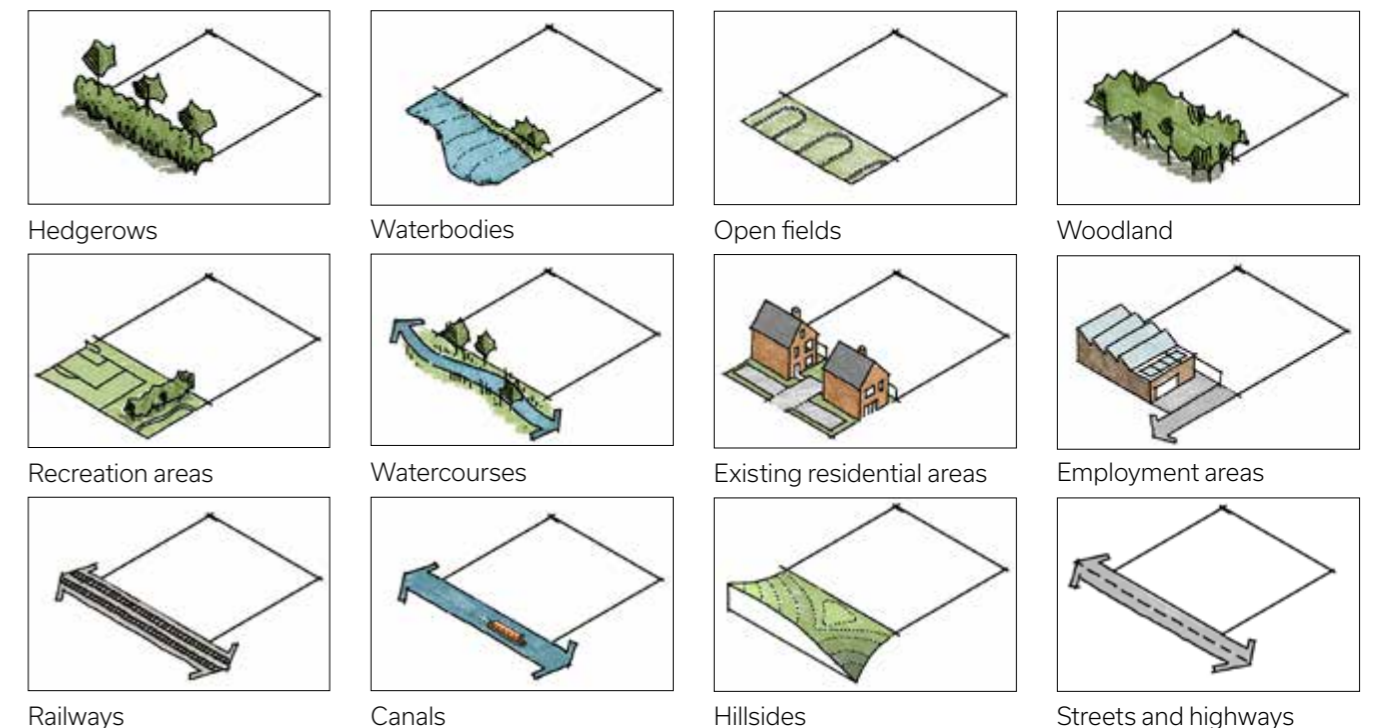 Hedgerows
Waterbodies
Open fields
Woodland
Recreation areas
Watercourses
Existing residential areas
Employment areas
Railways
Canals
Hillsides
Streets and highways